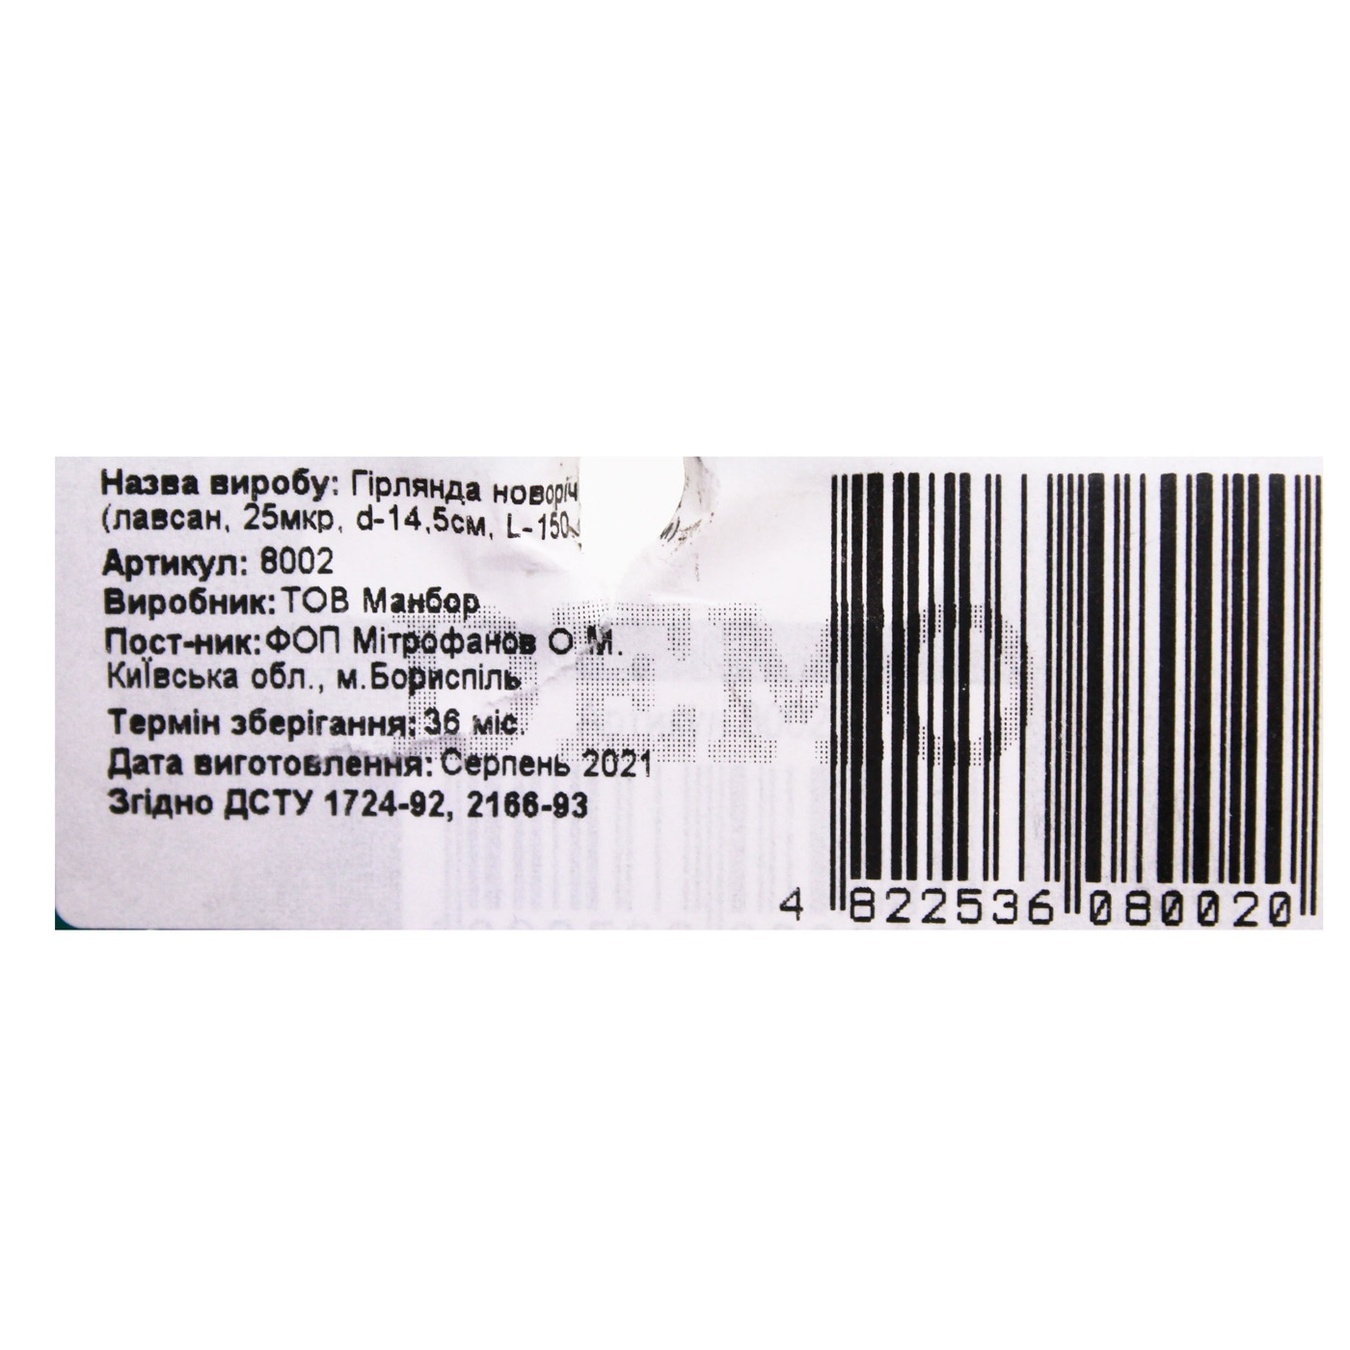 Назва виробу: Гірлянда новоріч
(лавсан, 25мкр, d-14,5см, L-150
Артикул: 8002
Виробник: ТОВ Манбор
Пост-ник: ФОП Мітрофанов О.М.
Київська обл., м.Бориспіль
Термін зберігання: 36 міс.
Дата виготовлення: Серпень 2021
Згідно ДСТУ 1724-92, 2166-93
DEMO
4 822536 080020